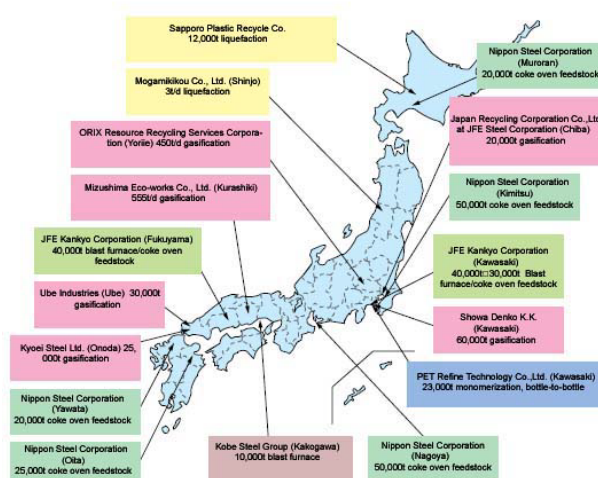 Sapporo Plastic Recycle Co.
12,000t liquefaction
Nippon Steel Corporation
(Muroran)
20,000t coke oven feedstock
Mogamikikou Co., Ltd. (Shinjo)
3t/d liquefaction
Japan Recycling Corporation Co.,Ltd
at JFE Steel Corporation (Chiba)
20,000t gasification
ORIX Resource Recycling Services Corpora-
tion (Yoriie) 450t/d gasification
Mizushima Eco-works Co., Ltd. (Kurashiki)
555t/d gasification
Nippon Steel Corporation
(Kimitsu)
50,000t coke oven feedstock
JFE Kankyo Corporation (Fukuyama)
40,000t blast furnace/coke oven
feedstock
JFE Kankyo Corporation
(Kawasaki)
40,000t□30,000t Blast
furnace/coke oven feedstock
Ube Industries (Ube) 30,000t
gasification
Showa Denko K.K.
(Kawasaki)
60,000t gasification
Kyoei Steel Ltd. (Onoda) 25,
000t gasification
PET Refine Technology Co.,Ltd. (Kawasaki)
23,000t monomerization, bottle-to-bottle
Nippon Steel Corporation
(Yawata)
20,000t coke oven feedstock
Nippon Steel Corporation
(Oita)
25,000t coke oven feedstock
Kobe Steel Group (Kakogawa)
10,000t blast furnace
Nippon Steel Corporation
(Nagoya)
50,000t coke oven feedstock